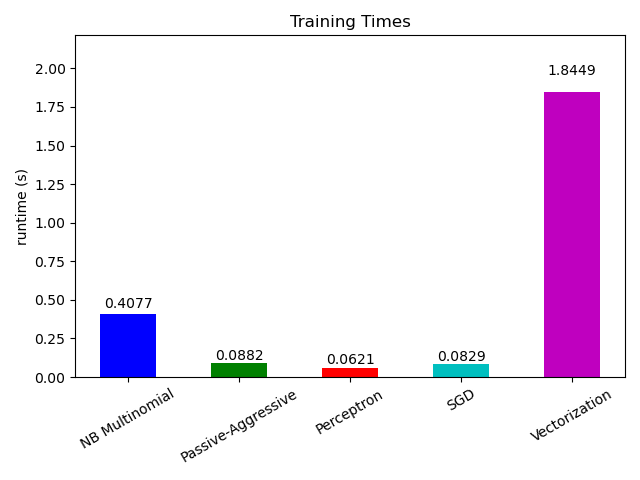 Training Times
runtime (s)
2.00
1.75
1.50
1.25
1.00
0.75
0.50
0.25
0.00
0.4077
0.0882
0.0621
0.0829
1.8449
NB Multinomial
Passive-Aggressive
Perceptron
SGD
Vectorization